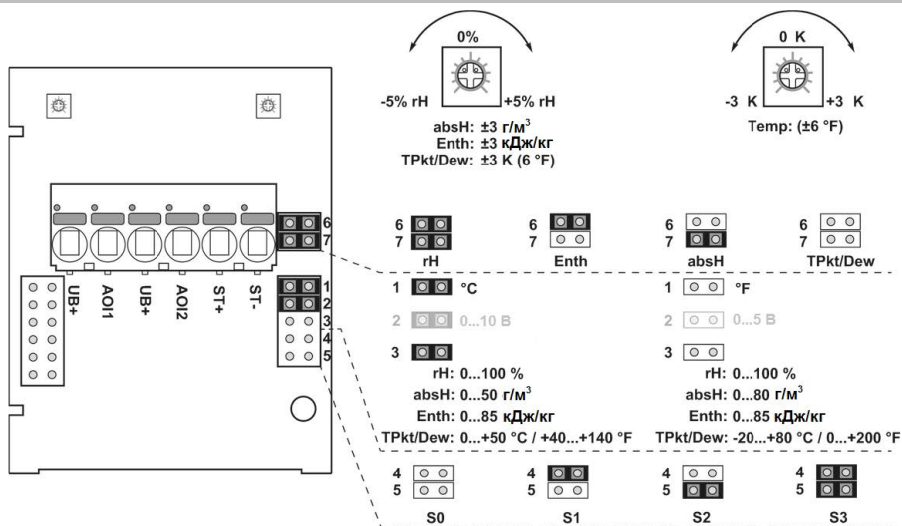 0%
0 K
-5% rH
+5% rH
-3 K
+3 K
absH: ±3 г/м³
Enth: ±3 кДж/кг
TPkt/Dew: ±3 K (6 °F)
Temp: (±6 °F)
6
7
UB+
AOI1
UB+
AOI2
ST+
ST-
1
2
3
4
5
6
7
rH
6
7
Enth
6
7
absH
6
7
TPkt/Dew
1 °C
2 0...10 В
3
rH: 0...100 %
absH: 0...50 г/м³
Enth: 0...85 кДж/кг
TPkt/Dew: 0...+50 °C / +40...+140 °F
1 °F
2 0...5 В
3
rH: 0...100 %
absH: 0...80 г/м³
Enth: 0...85 кДж/кг
TPkt/Dew: -20...+80 °C / 0...+200 °F
4
5
S0
4
5
S1
4
5
S2
4
5
S3